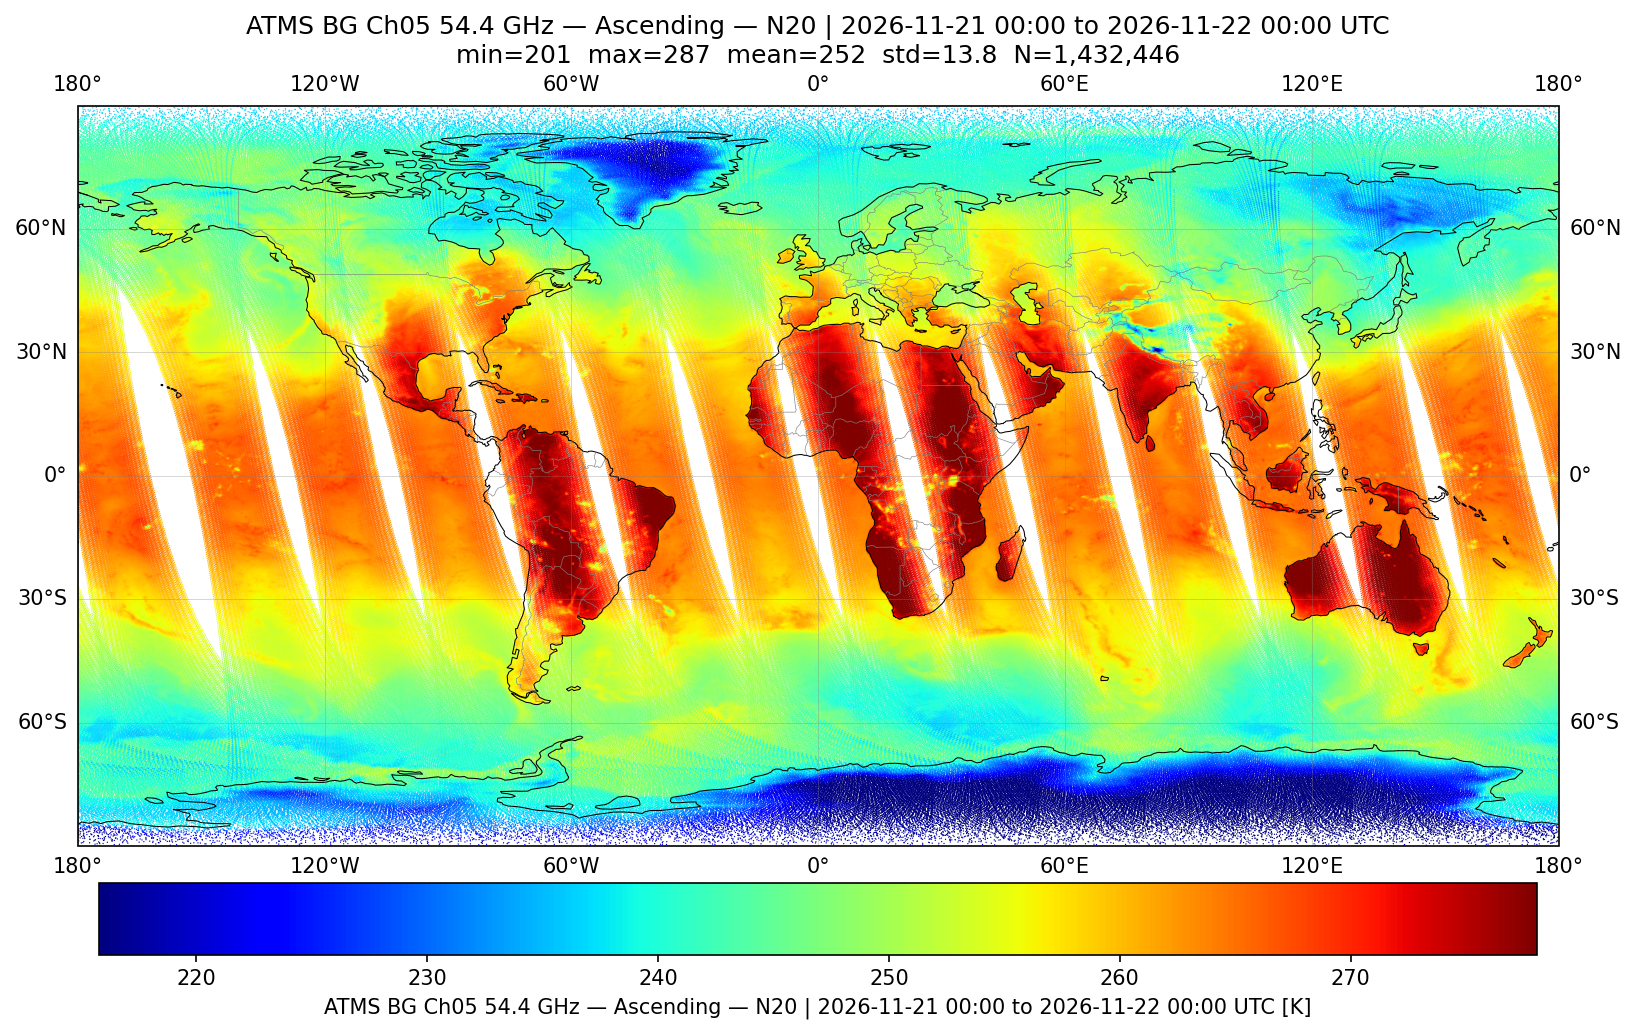 ATMS BG Ch05 54.4 GHz — Ascending — N20 | 2026-11-21 00:00 to 2026-11-22 00:00 UTC
min=201 max=287 mean=252 std=13.8 N=1,432,446
180° 120°W 60°W 0° 60°E 120°E 180°
60°N 60°N
30°N 30°N
0° 0°
30°S 30°S
60°S 60°S
180° 120°W 60°W 0° 60°E 120°E 180°
220 230 240 250 260 270
ATMS BG Ch05 54.4 GHz — Ascending — N20 | 2026-11-21 00:00 to 2026-11-22 00:00 UTC [K]